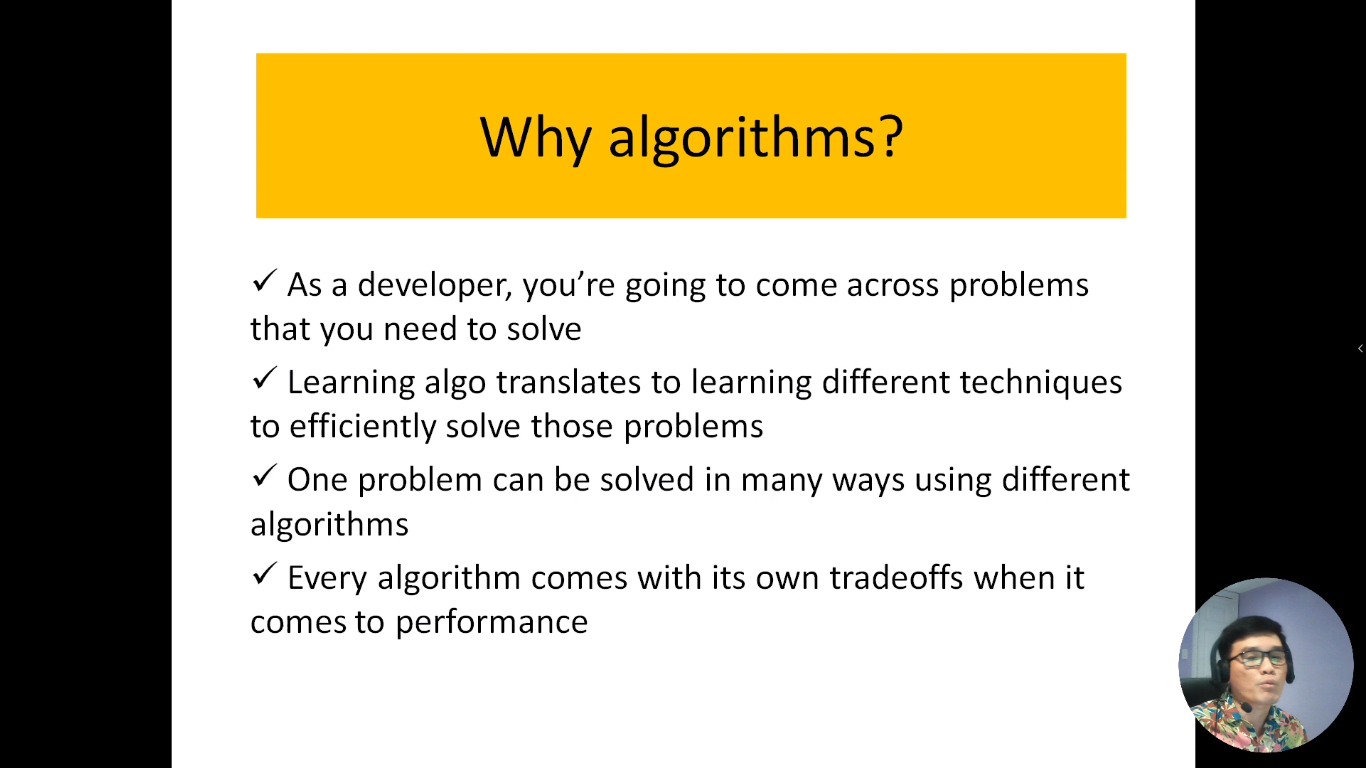 Why algorithms?
✓ As a developer, you’re going to come across problems
that you need to solve
✓ Learning algo translates to learning different techniques
to efficiently solve those problems
✓ One problem can be solved in many ways using different
algorithms
✓ Every algorithm comes with its own tradeoffs when it
comes to performance